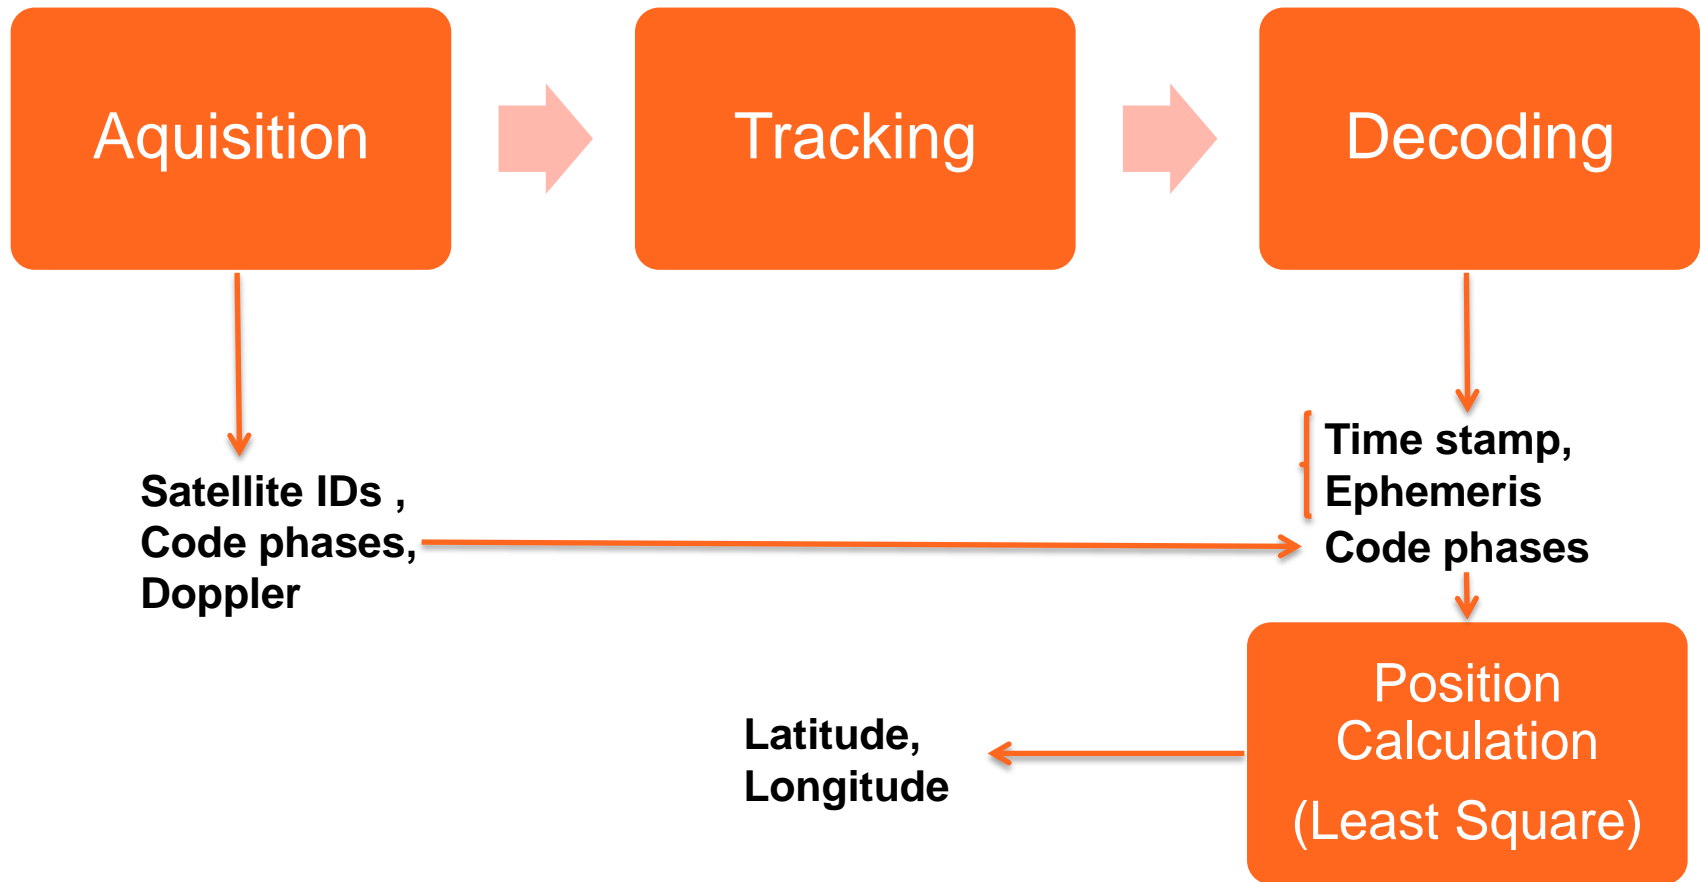 Aquisition
Tracking
Decoding
Satellite IDs ,
Code phases,
Doppler
Time stamp,
Ephemeris
Code phases
Position
Calculation
(Least Square)
Latitude,
Longitude